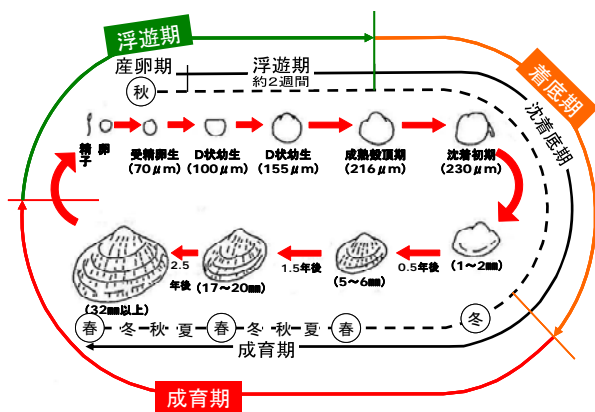 浮遊期
着底期
産卵期
浮遊期
約2週間
沈着底期
秋
精子
卵
受精卵生
(70μm)
D状幼生
(100μm)
D状幼生
(155μm)
成熟殻頂期
(216μm)
沈着初期
(230μm)
(1～2㎜)
0.5年後
(5～6㎜)
1.5年後
(17～20㎜)
2.5
年後
(32㎜以上)
春 冬 秋 夏 春 冬 秋 夏 春 冬
成育期
成育期